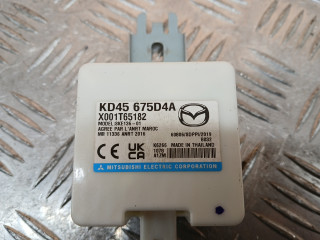 KD45 675D4A
X001T65182
MODEL SKE13E-01
AGREE PAR L'ANRT MAROC
MR 11338 ANRT 2016
CE UK CA
MADE IN THAILAND
MITSUBISHI ELECTRIC CORPORATION